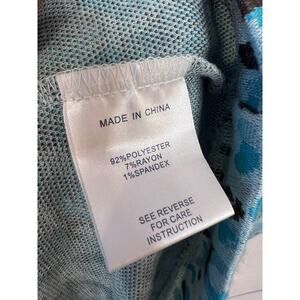 MADE IN CHINA
92%POLYESTER
7%RAYON
1%SPANDEX
SEE REVERSE
FOR CARE
INSTRUCTION